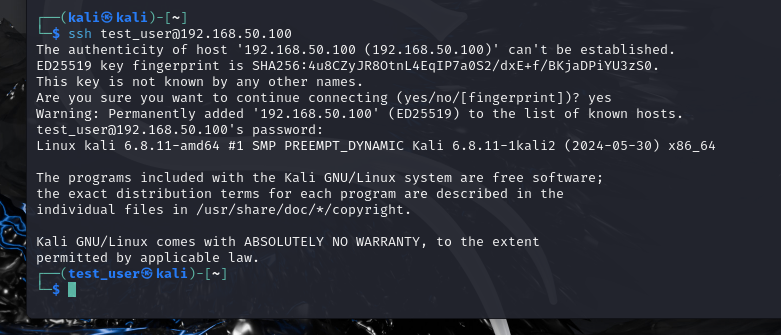 ┌──(kali㉿kali)-[~]
└─$ ssh test_user@192.168.50.100
The authenticity of host '192.168.50.100 (192.168.50.100)' can't be established.
ED25519 key fingerprint is SHA256:4u8CZyJR8OtnL4EqIP7a0S2/dxE+f/BKjaDPiYU3zS0.
This key is not known by any other names.
Are you sure you want to continue connecting (yes/no/[fingerprint])? yes
Warning: Permanently added '192.168.50.100' (ED25519) to the list of known hosts.
test_user@192.168.50.100's password:
Linux kali 6.8.11-amd64 #1 SMP PREEMPT_DYNAMIC Kali 6.8.11-1kali2 (2024-05-30) x86_64
The programs included with the Kali GNU/Linux system are free software;
the exact distribution terms for each program are described in the
individual files in /usr/share/doc/*/copyright.
Kali GNU/Linux comes with ABSOLUTELY NO WARRANTY, to the extent
permitted by applicable law.
┌──(test_user㉿kali)-[~]
└─$